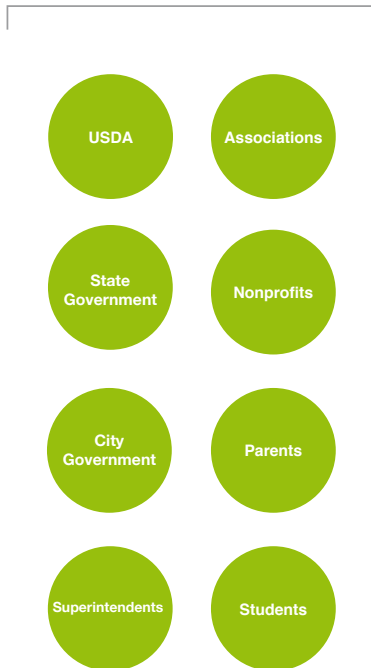 USDA
Associations
State
Government
Nonprofits
City
Government
Parents
Superintendents
Students